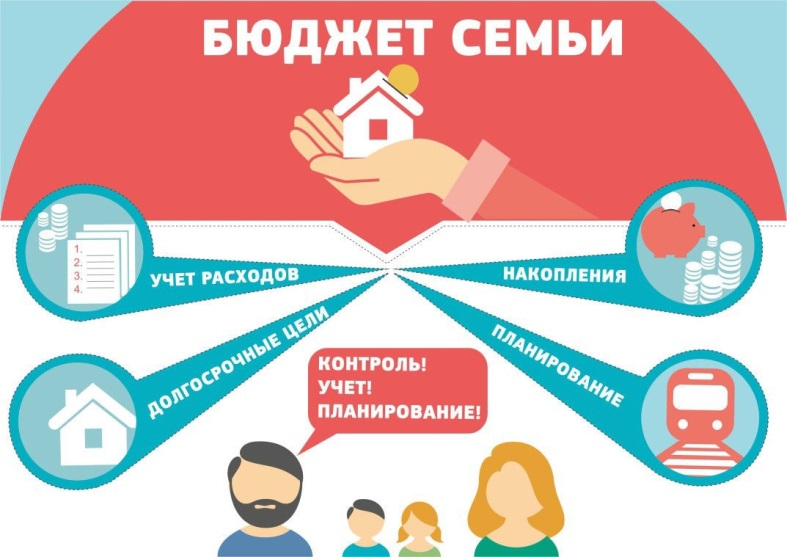 БЮДЖЕТ СЕМЬИ
1.
2.
3.
4.
УЧЕТ РАСХОДОВ
НАКОПЛЕНИЯ
ДОЛГОСРОЧНЫЕ ЦЕЛИ
ПЛАНИРОВАНИЕ
КОНТРОЛЬ!
УЧЕТ!
ПЛАНИРОВАНИЕ!